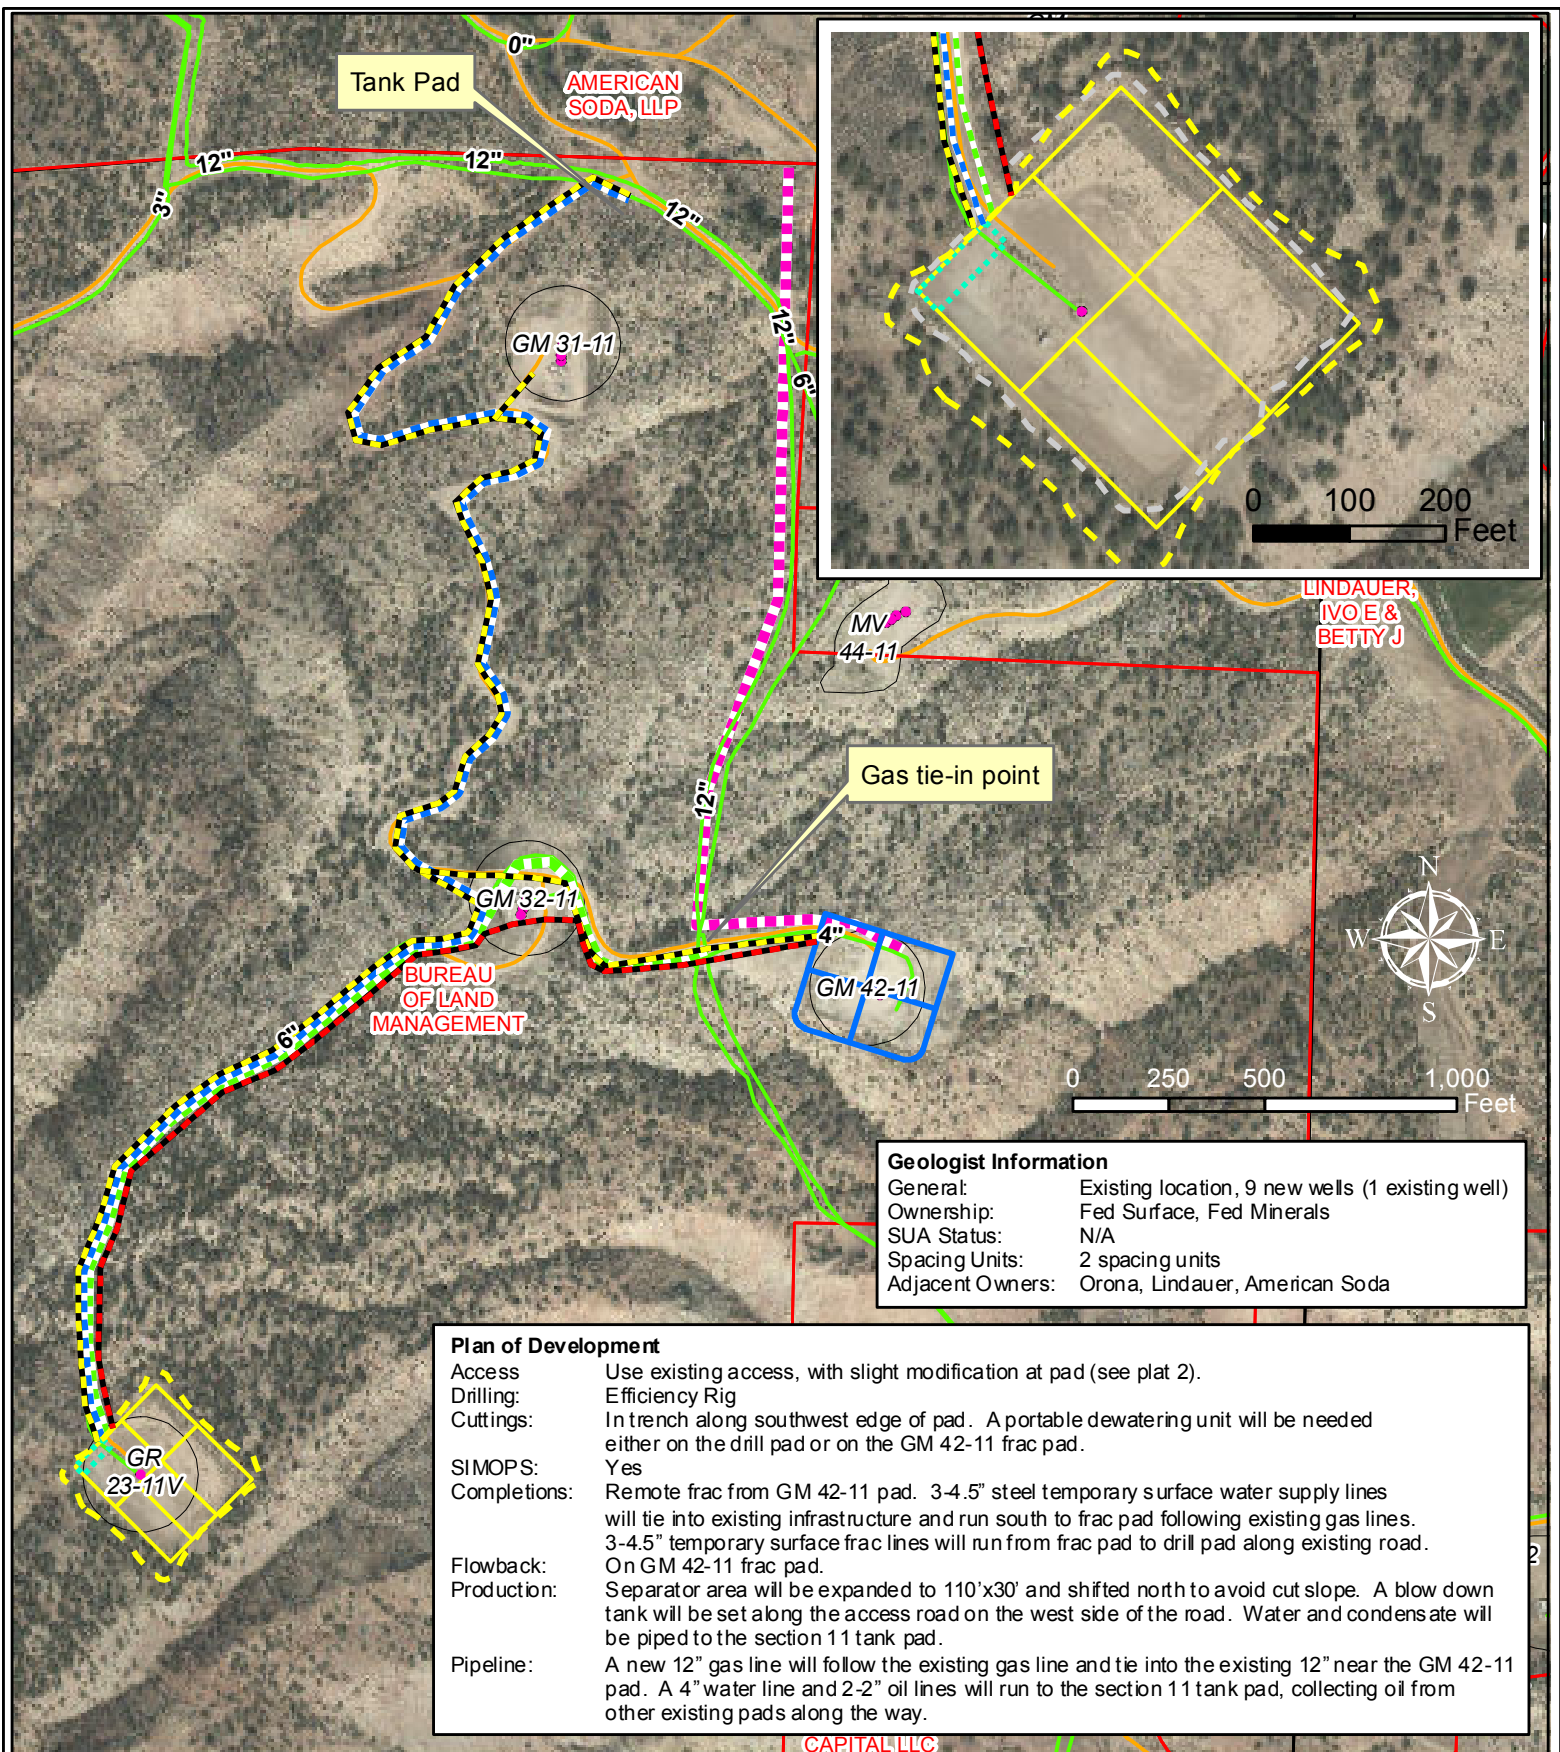 0"
Tank Pad
AMERICAN
SODA, LLP
12"
12"
3"
12"
GM 31-11
12"
6"
0 100 200
Feet
LINDAUER,
IVO E &
BETTY J
MV
44-11
Gas tie-in point
12"
GM 32-11
4"
GM 42-11
BUREAU
OF LAND
MANAGEMENT
6"
N
W E
S
0 250 500 1,000
Feet
Geologist Information
General: Existing location, 9 new wells (1 existing well)
Ownership: Fed Surface, Fed Minerals
SUA Status: N/A
Spacing Units: 2 spacing units
Adjacent Owners: Orona, Lindauer, American Soda
GR
23-11V
Plan of Development
Access Use existing access, with slight modification at pad (see plat 2).
Drilling: Efficiency Rig
Cuttings: In trench along southwest edge of pad. A portable dewatering unit will be needed
either on the drill pad or on the GM 42-11 frac pad.
SIMOPS: Yes
Completions: Remote frac from GM 42-11 pad. 3-4.5” steel temporary surface water supply lines
will tie into existing infrastructure and run south to frac pad following existing gas lines.
3-4.5” temporary surface frac lines will run from frac pad to drill pad along existing road.
Flowback: On GM 42-11 frac pad.
Production: Separator area will be expanded to 110’x30’ and shifted north to avoid cut slope. A blow down
tank will be set along the access road on the west side of the road. Water and condensate will
be piped to the section 11 tank pad.
Pipeline: A new 12” gas line will follow the existing gas line and tie into the existing 12” near the GM 42-11
pad. A 4” water line and 2-2” oil lines will run to the section 11 tank pad, collecting oil from
other existing pads along the way.
CAPITAL LLC